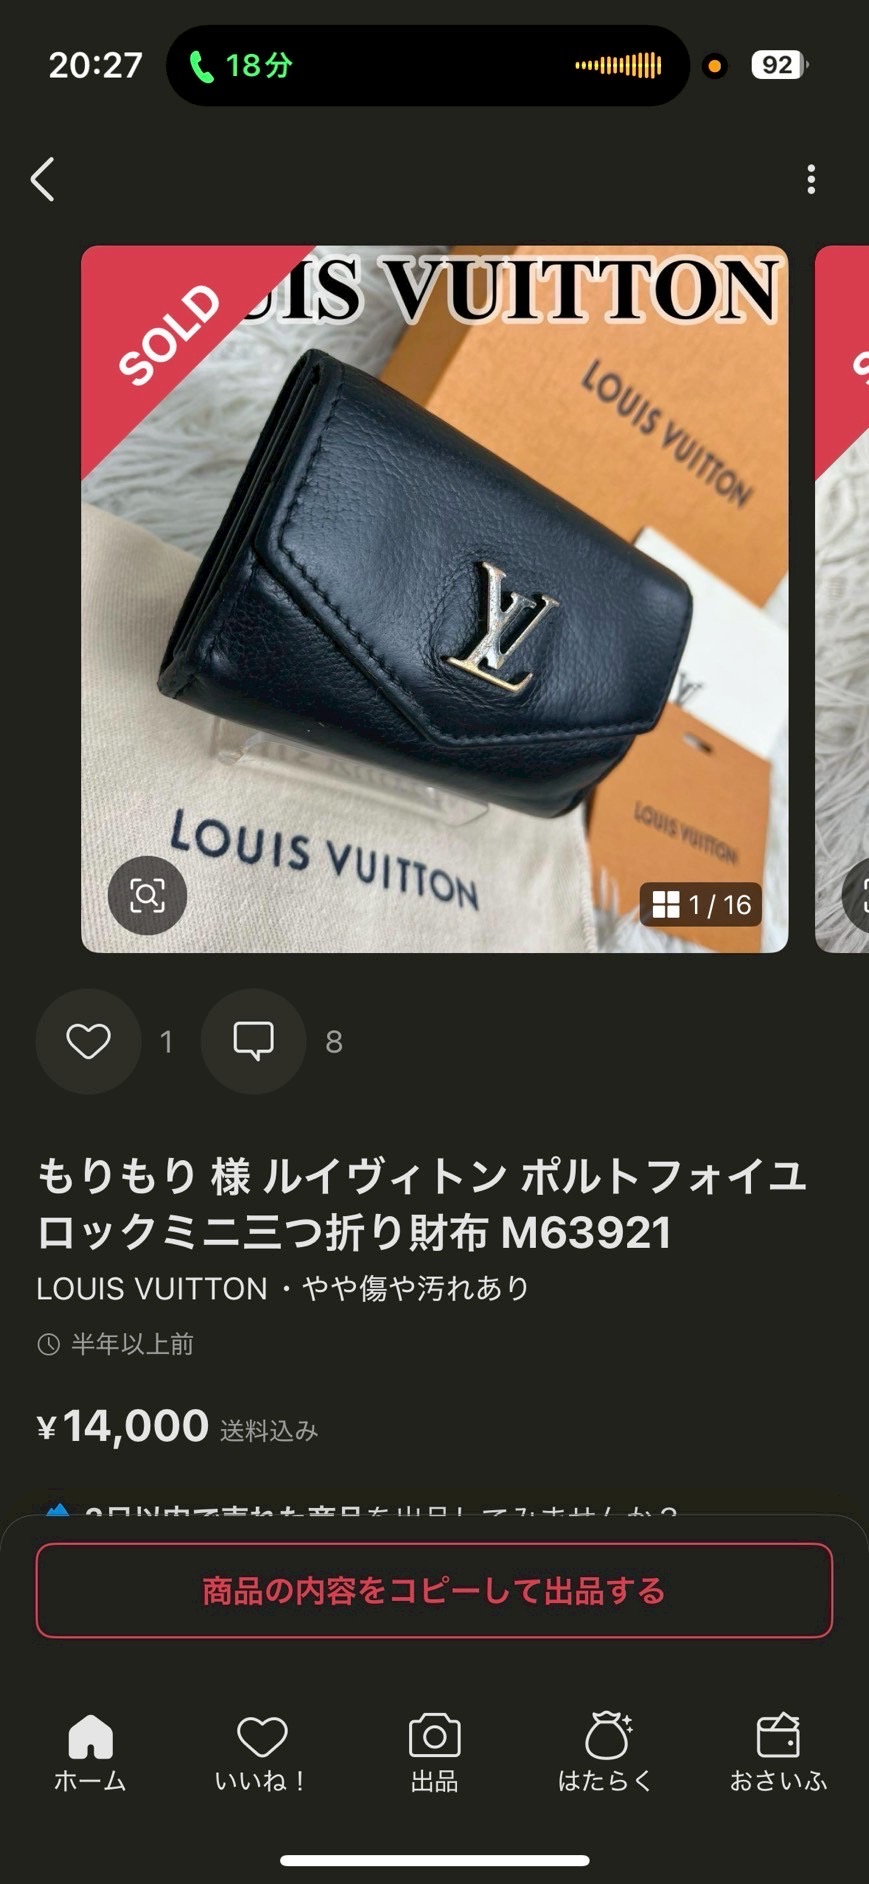 20:27
18分
92
SOLD
UIS VUITTON
LOUIS VUITTON
LOUIS VUITTON
LOUIS VUITTON
1 / 16
1
8
もりもり 様 ルイヴィトン ポルトフォイユ
ロックミニ三つ折り財布 M63921
LOUIS VUITTON・やや傷や汚れあり
半年以上前
¥14,000 送料込み
商品の内容をコピーして出品する
ホーム
いいね！
出品
はたらく
おさいふ